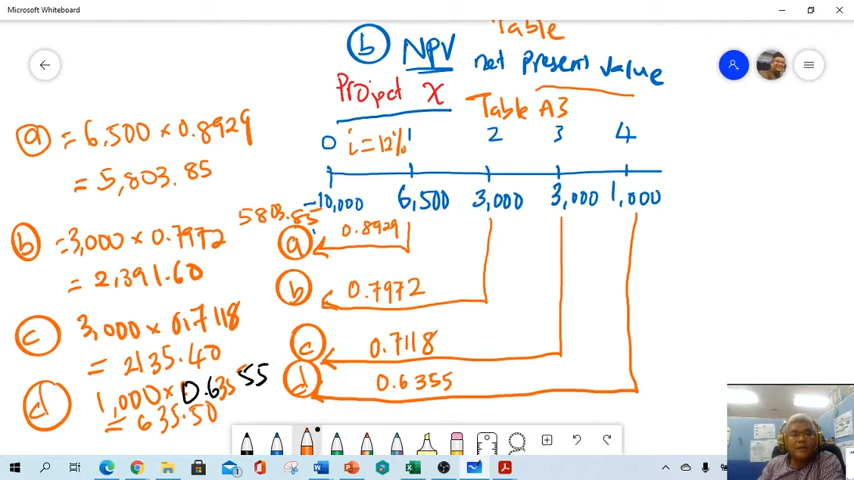 Microsoft Whiteboard
Table
b NPV net Present value
Project X
Table A3
0 i = 12% 1 2 3 4
-10,000 6,500 3,000 3,000 1,000
5803.85
a 0.8929
b 0.7972
c 0.7118
d 0.6355
a = 6,500 × 0.8929
= 5,803.85
b = 3,000 × 0.7972
= 2,391.60
c 3,000 × 0.7118
= 2135.40
d 1,000 × 0.6355
= 635.50